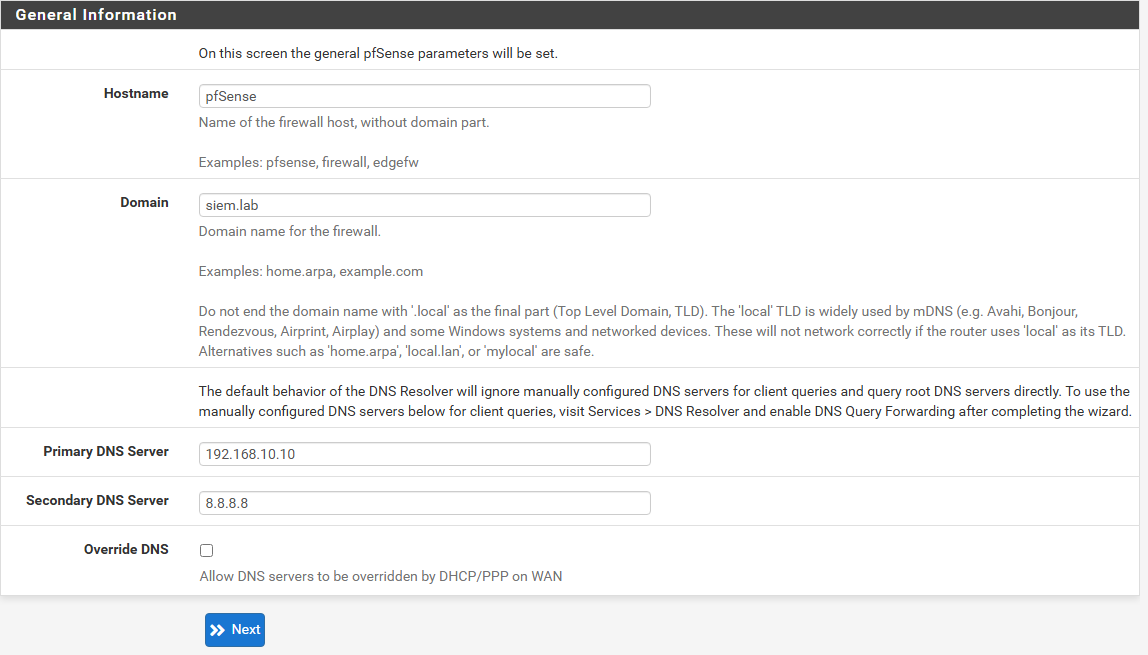 General Information
On this screen the general pfSense parameters will be set.
Hostname
pfSense
Name of the firewall host, without domain part.
Examples: pfsense, firewall, edgefw
Domain
siem.lab
Domain name for the firewall.
Examples: home.arpa, example.com
Do not end the domain name with '.local' as the final part (Top Level Domain, TLD). The 'local' TLD is widely used by mDNS (e.g. Avahi, Bonjour,
Rendezvous, Airprint, Airplay) and some Windows systems and networked devices. These will not network correctly if the router uses 'local' as its TLD.
Alternatives such as 'home.arpa', 'local.lan', or 'mylocal' are safe.
The default behavior of the DNS Resolver will ignore manually configured DNS servers for client queries and query root DNS servers directly. To use the
manually configured DNS servers below for client queries, visit Services > DNS Resolver and enable DNS Query Forwarding after completing the wizard.
Primary DNS Server
192.168.10.10
Secondary DNS Server
8.8.8.8
Override DNS
Allow DNS servers to be overridden by DHCP/PPP on WAN
Next